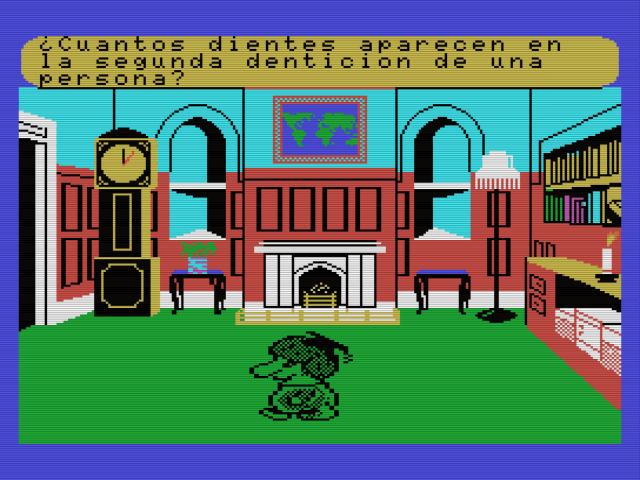 ¿Cuantos dientes aparecen en
la segunda denticion de una
persona?